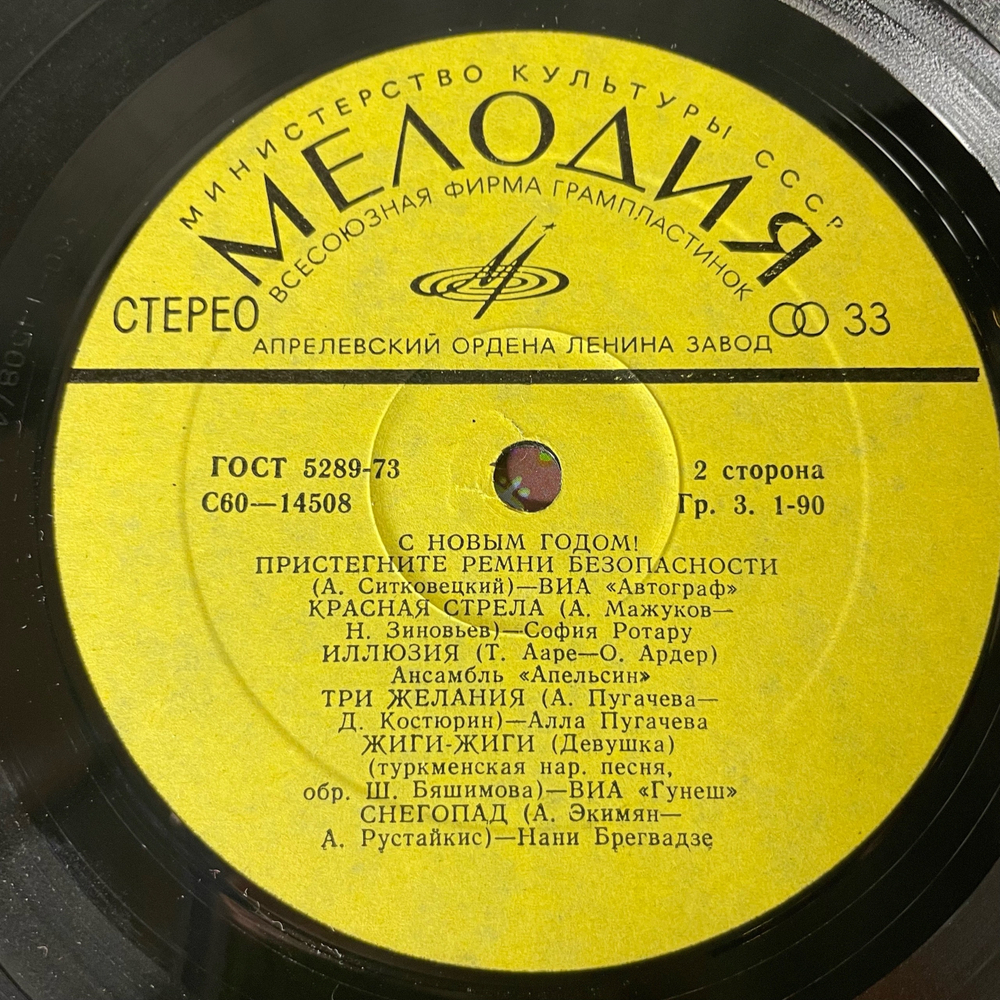 МИНИСТЕРСТВО КУЛЬТУРЫ СССР
МЕЛОДИЯ
ВСЕСОЮЗНАЯ ФИРМА ГРАМПЛАСТИНОК
СТЕРЕО
33
АПРЕЛЕВСКИЙ ОРДЕНА ЛЕНИНА ЗАВОД
ГОСТ 5289-73
2 сторона
С60—14508
Гр. 3. 1-90
С НОВЫМ ГОДОМ!
ПРИСТЕГНИТЕ РЕМНИ БЕЗОПАСНОСТИ
(А. Ситковецкий)—ВИА «Автограф»
КРАСНАЯ СТРЕЛА (А. Мажуков—
Н. Зиновьев)—София Ротару
ИЛЛЮЗИЯ (Т. Ааре—О. Ардер)
Ансамбль «Апельсин»
ТРИ ЖЕЛАНИЯ (А. Пугачева—
Д. Костюрин)—Алла Пугачева
ЖИГИ-ЖИГИ (Девушка)
(туркменская нар. песня,
обр. Ш. Бяшимова)—ВИА «Гунеш»
СНЕГОПАД (А. Экимян—
А. Рустайкис)—Нани Брегвадзе